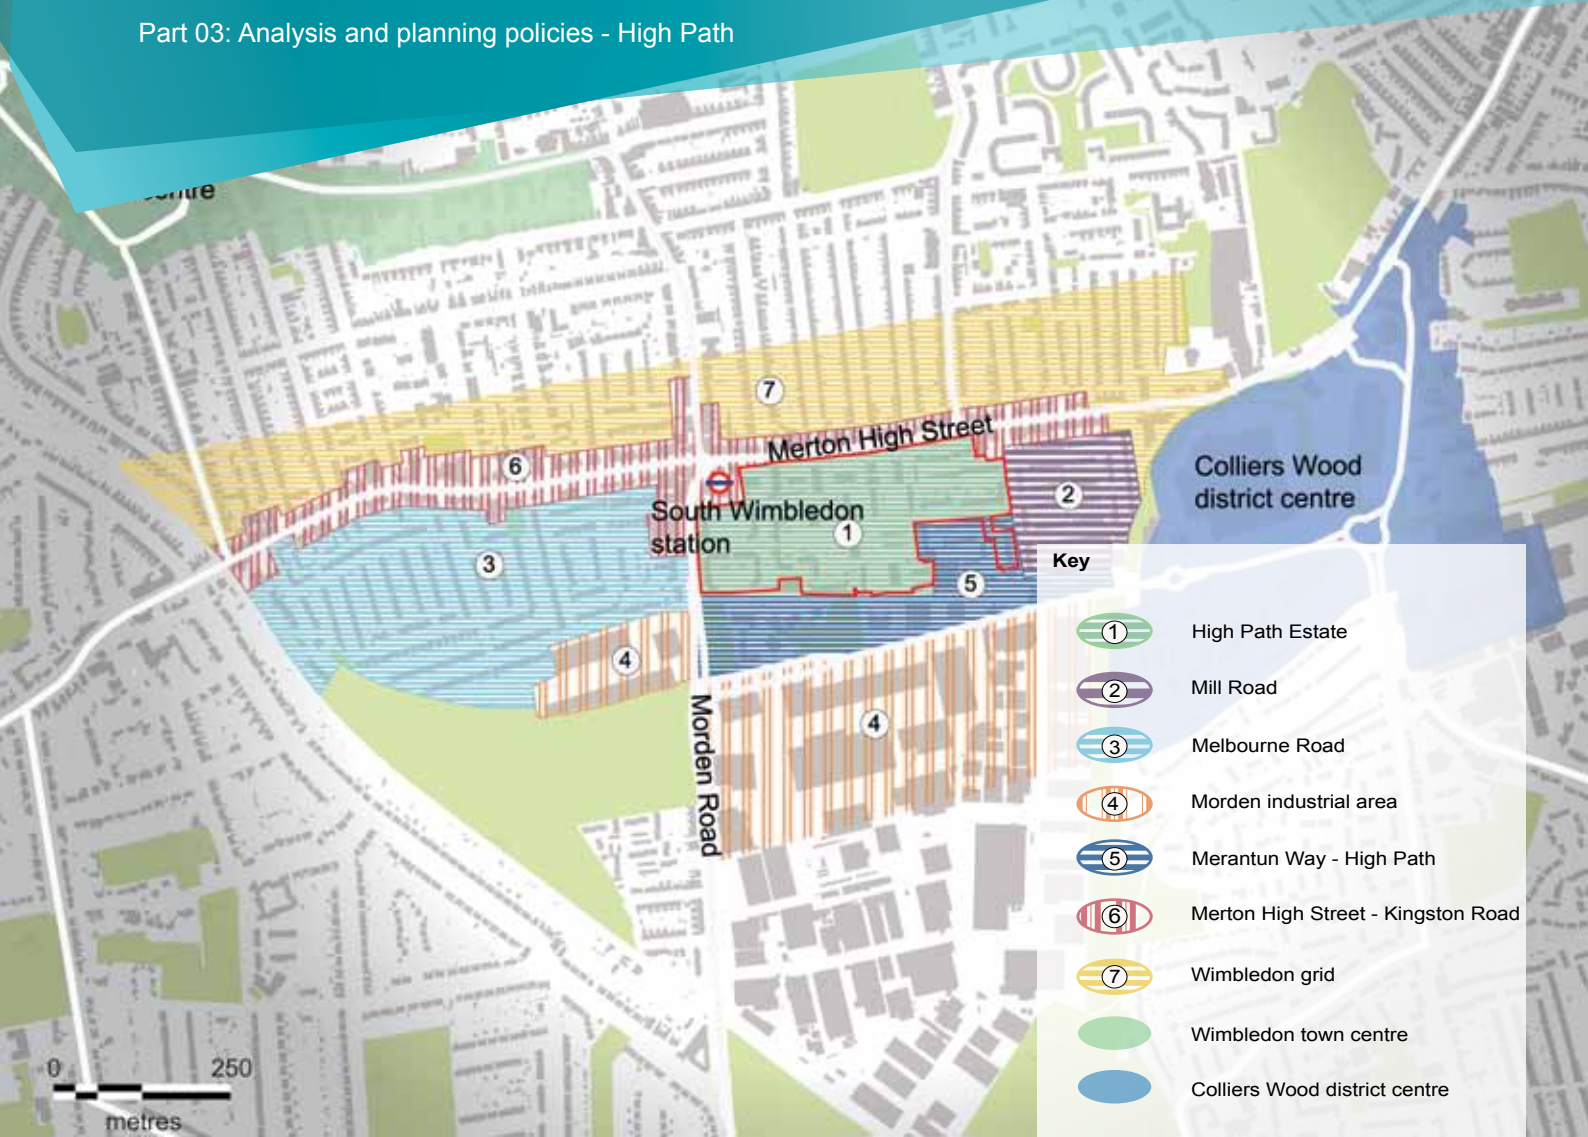 Part 03: Analysis and planning policies - High Path
centre
7
Merton High Street
6
Colliers Wood
district centre
2
South Wimbledon
station
1
3
Key
5
1 High Path Estate
4
2 Mill Road
Morden Road
4
3 Melbourne Road
4 Morden industrial area
5 Merantun Way - High Path
6 Merton High Street - Kingston Road
7 Wimbledon grid
Wimbledon town centre
0 250
metres
Colliers Wood district centre